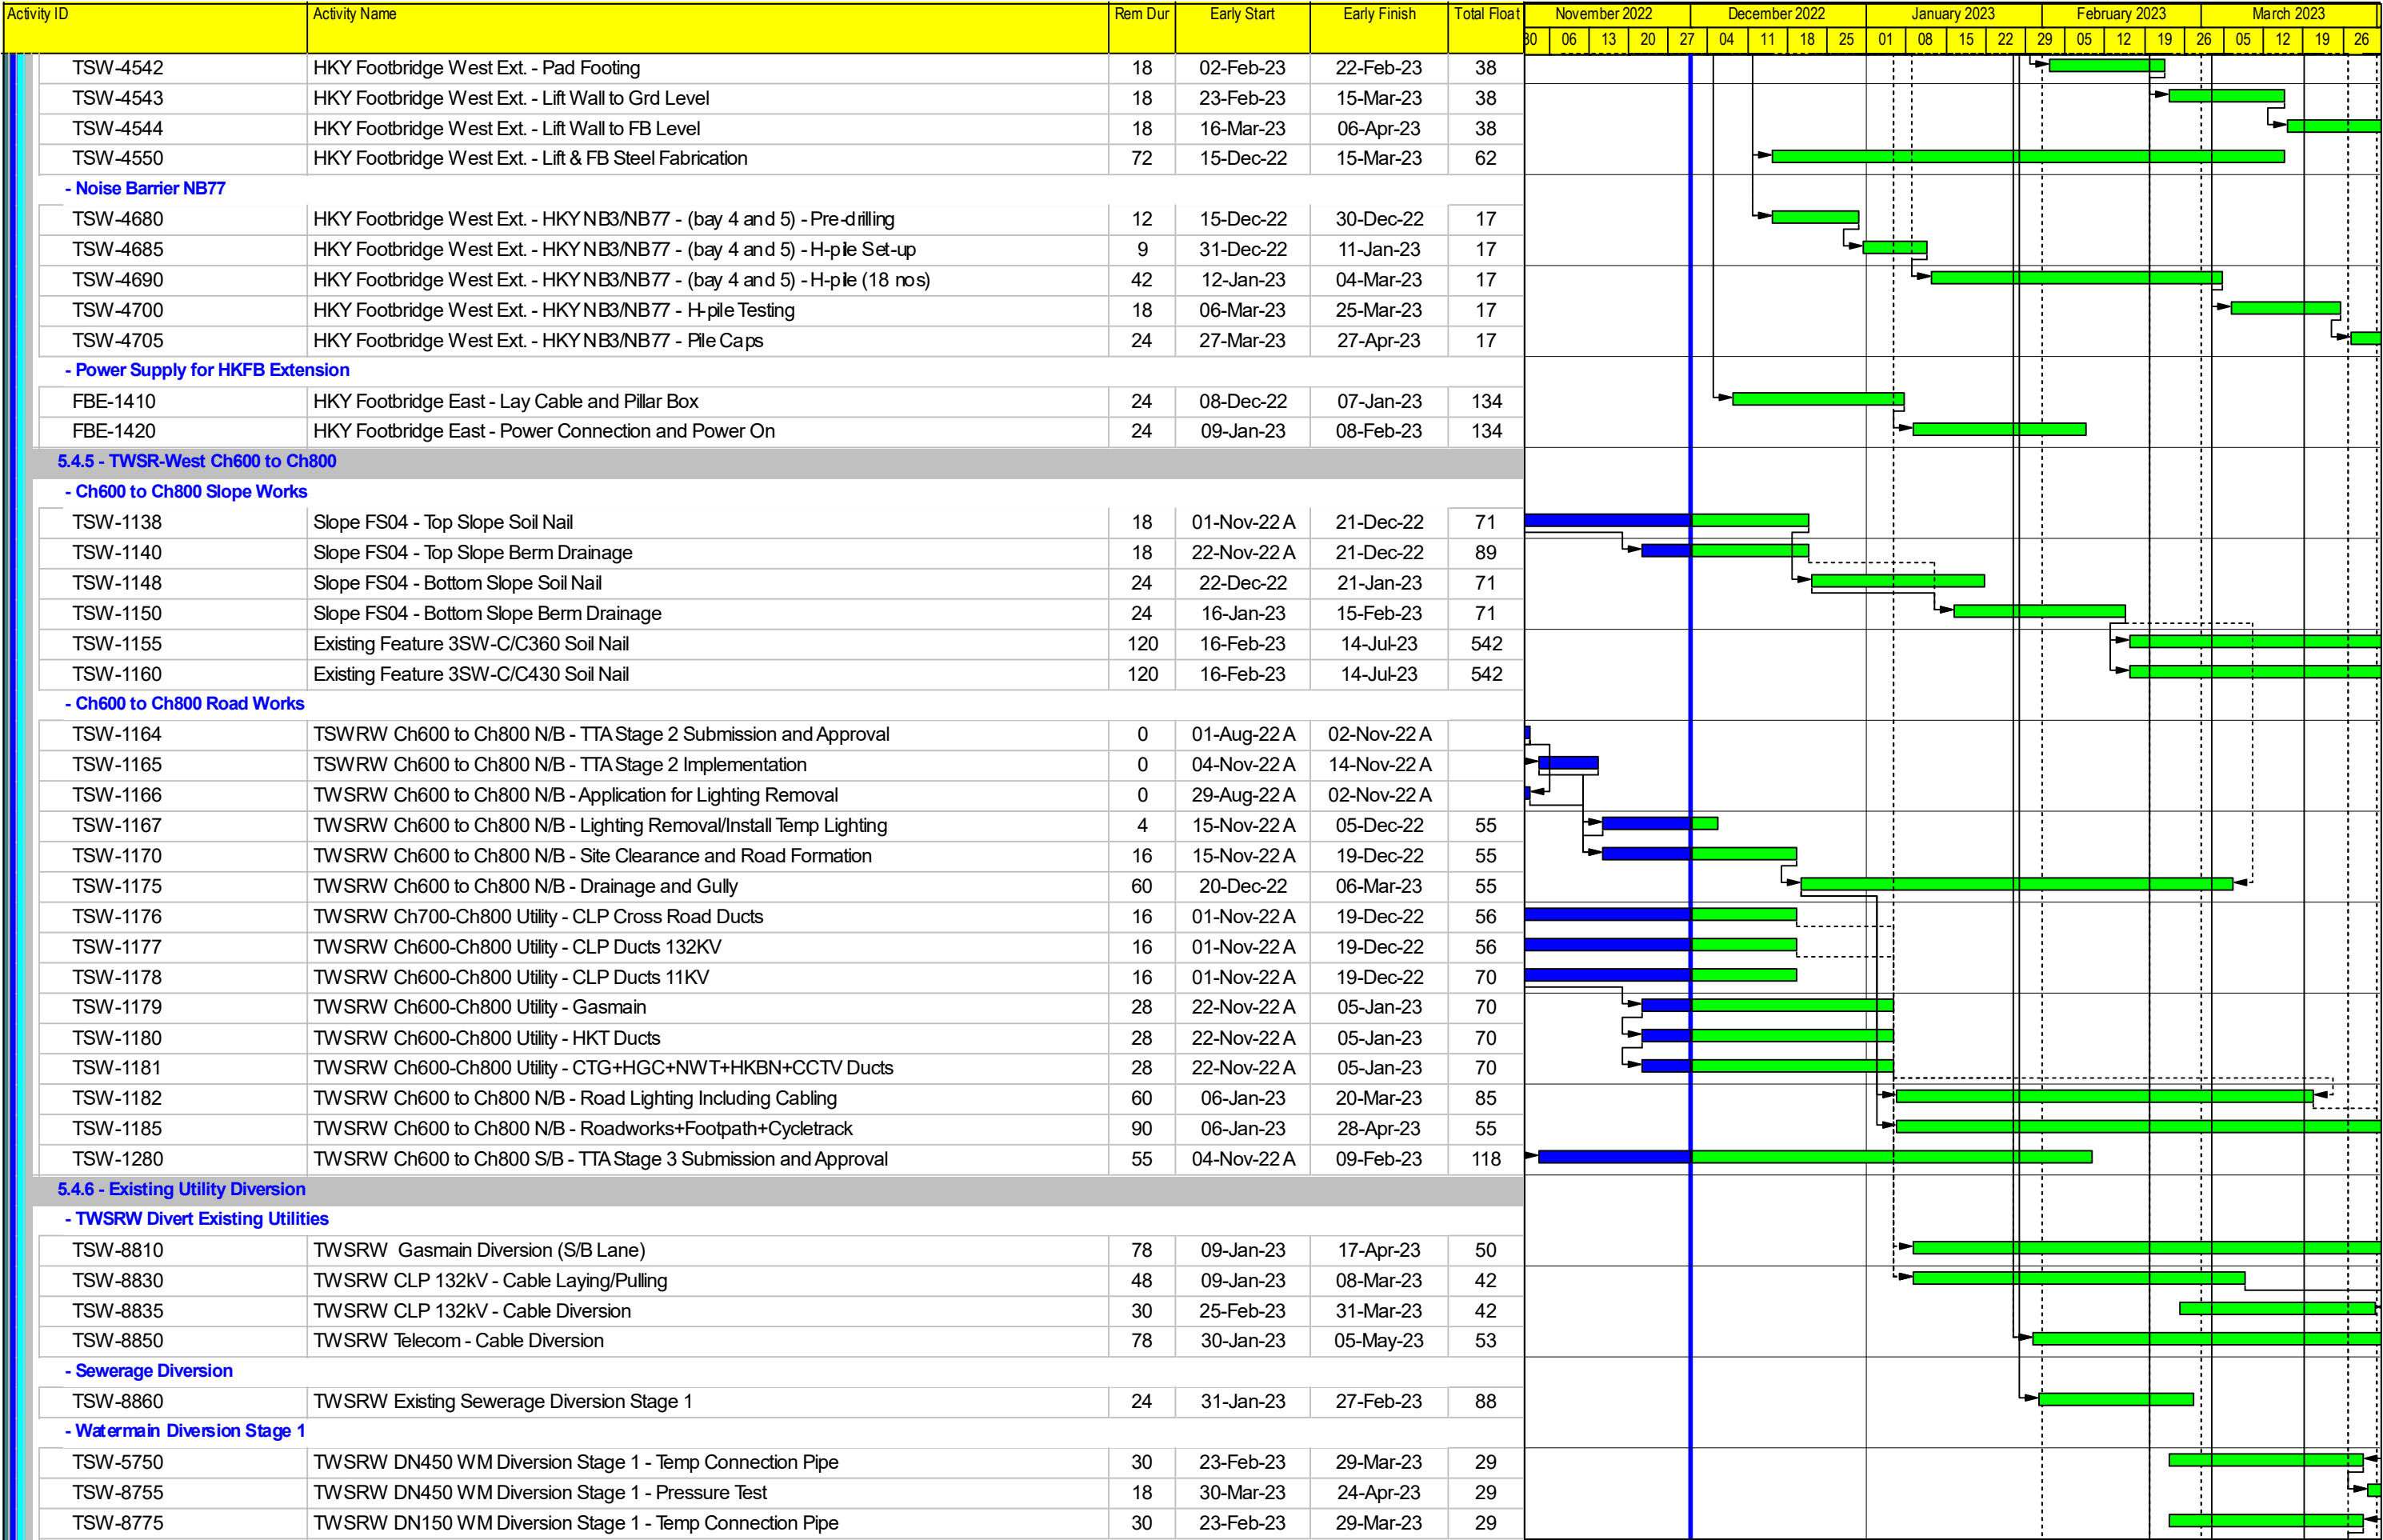 Activity ID Activity Name Rem Dur Early Start Early Finish Total Float November 2022 December 2022 January 2023 February 2023 March 2023
30 06 13 20 27 04 11 18 25 01 08 15 22 29 05 12 19 26 05 12 19 26
TSW-4542 HKY Footbridge West Ext. - Pad Footing 18 02-Feb-23 22-Feb-23 38
TSW-4543 HKY Footbridge West Ext. - Lift Wall to Grd Level 18 23-Feb-23 15-Mar-23 38
TSW-4544 HKY Footbridge West Ext. - Lift Wall to FB Level 18 16-Mar-23 06-Apr-23 38
TSW-4550 HKY Footbridge West Ext. - Lift & FB Steel Fabrication 72 15-Dec-22 15-Mar-23 62
- Noise Barrier NB77
TSW-4680 HKY Footbridge West Ext. - HKY NB3/NB77 - (bay 4 and 5) - Pre-drilling 12 15-Dec-22 30-Dec-22 17
TSW-4685 HKY Footbridge West Ext. - HKY NB3/NB77 - (bay 4 and 5) - H-pile Set-up 9 31-Dec-22 11-Jan-23 17
TSW-4690 HKY Footbridge West Ext. - HKY NB3/NB77 - (bay 4 and 5) - H-pile (18 nos) 42 12-Jan-23 04-Mar-23 17
TSW-4700 HKY Footbridge West Ext. - HKY NB3/NB77 - H-pile Testing 18 06-Mar-23 25-Mar-23 17
TSW-4705 HKY Footbridge West Ext. - HKY NB3/NB77 - Pile Caps 24 27-Mar-23 27-Apr-23 17
- Power Supply for HKFB Extension
FBE-1410 HKY Footbridge East - Lay Cable and Pillar Box 24 08-Dec-22 07-Jan-23 134
FBE-1420 HKY Footbridge East - Power Connection and Power On 24 09-Jan-23 08-Feb-23 134
5.4.5 - TWSR-West Ch600 to Ch800
- Ch600 to Ch800 Slope Works
TSW-1138 Slope FS04 - Top Slope Soil Nail 18 01-Nov-22 A 21-Dec-22 71
TSW-1140 Slope FS04 - Top Slope Berm Drainage 18 22-Nov-22 A 21-Dec-22 89
TSW-1148 Slope FS04 - Bottom Slope Soil Nail 24 22-Dec-22 21-Jan-23 71
TSW-1150 Slope FS04 - Bottom Slope Berm Drainage 24 16-Jan-23 15-Feb-23 71
TSW-1155 Existing Feature 3SW-C/C360 Soil Nail 120 16-Feb-23 14-Jul-23 542
TSW-1160 Existing Feature 3SW-C/C430 Soil Nail 120 16-Feb-23 14-Jul-23 542
- Ch600 to Ch800 Road Works
TSW-1164 TSWRW Ch600 to Ch800 N/B - TTA Stage 2 Submission and Approval 0 01-Aug-22 A 02-Nov-22 A
TSW-1165 TSWRW Ch600 to Ch800 N/B - TTA Stage 2 Implementation 0 04-Nov-22 A 14-Nov-22 A
TSW-1166 TWSRW Ch600 to Ch800 N/B - Application for Lighting Removal 0 29-Aug-22 A 02-Nov-22 A
TSW-1167 TWSRW Ch600 to Ch800 N/B - Lighting Removal/Install Temp Lighting 4 15-Nov-22 A 05-Dec-22 55
TSW-1170 TWSRW Ch600 to Ch800 N/B - Site Clearance and Road Formation 16 15-Nov-22 A 19-Dec-22 55
TSW-1175 TWSRW Ch600 to Ch800 N/B - Drainage and Gully 60 20-Dec-22 06-Mar-23 55
TSW-1176 TWSRW Ch700-Ch800 Utility - CLP Cross Road Ducts 16 01-Nov-22 A 19-Dec-22 56
TSW-1177 TWSRW Ch600-Ch800 Utility - CLP Ducts 132KV 16 01-Nov-22 A 19-Dec-22 56
TSW-1178 TWSRW Ch600-Ch800 Utility - CLP Ducts 11KV 16 01-Nov-22 A 19-Dec-22 70
TSW-1179 TWSRW Ch600-Ch800 Utility - Gasmain 28 22-Nov-22 A 05-Jan-23 70
TSW-1180 TWSRW Ch600-Ch800 Utility - HKT Ducts 28 22-Nov-22 A 05-Jan-23 70
TSW-1181 TWSRW Ch600-Ch800 Utility - CTG+HGC+NWT+HKBN+CCTV Ducts 28 22-Nov-22 A 05-Jan-23 70
TSW-1182 TWSRW Ch600 to Ch800 N/B - Road Lighting Including Cabling 60 06-Jan-23 20-Mar-23 85
TSW-1185 TWSRW Ch600 to Ch800 N/B - Roadworks+Footpath+Cycletrack 90 06-Jan-23 28-Apr-23 55
TSW-1280 TWSRW Ch600 to Ch800 S/B - TTA Stage 3 Submission and Approval 55 04-Nov-22 A 09-Feb-23 118
5.4.6 - Existing Utility Diversion
- TWSRW Divert Existing Utilities
TSW-8810 TWSRW Gasmain Diversion (S/B Lane) 78 09-Jan-23 17-Apr-23 50
TSW-8830 TWSRW CLP 132kV - Cable Laying/Pulling 48 09-Jan-23 08-Mar-23 42
TSW-8835 TWSRW CLP 132kV - Cable Diversion 30 25-Feb-23 31-Mar-23 42
TSW-8850 TWSRW Telecom - Cable Diversion 78 30-Jan-23 05-May-23 53
- Sewerage Diversion
TSW-8860 TWSRW Existing Sewerage Diversion Stage 1 24 31-Jan-23 27-Feb-23 88
- Watermain Diversion Stage 1
TSW-5750 TWSRW DN450 WM Diversion Stage 1 - Temp Connection Pipe 30 23-Feb-23 29-Mar-23 29
TSW-8755 TWSRW DN450 WM Diversion Stage 1 - Pressure Test 18 30-Mar-23 24-Apr-23 29
TSW-8775 TWSRW DN150 WM Diversion Stage 1 - Temp Connection Pipe 30 23-Feb-23 29-Mar-23 29